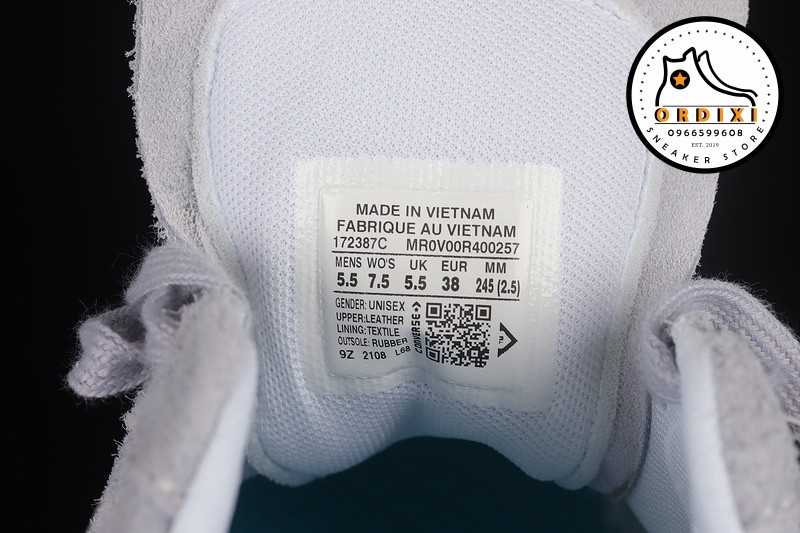 ORDIXI
0966599608
EST. 2019
SNEAKER STORE
MADE IN VIETNAM
FABRIQUE AU VIETNAM
172387C MR0V00R400257
MENS WO'S UK EUR MM
5.5 7.5 5.5 38 245 (2.5)
GENDER: UNISEX
UPPER:LEATHER
LINING:TEXTILE
OUTSOLE: RUBBER
9Z 2108 L6B
CONVERSE